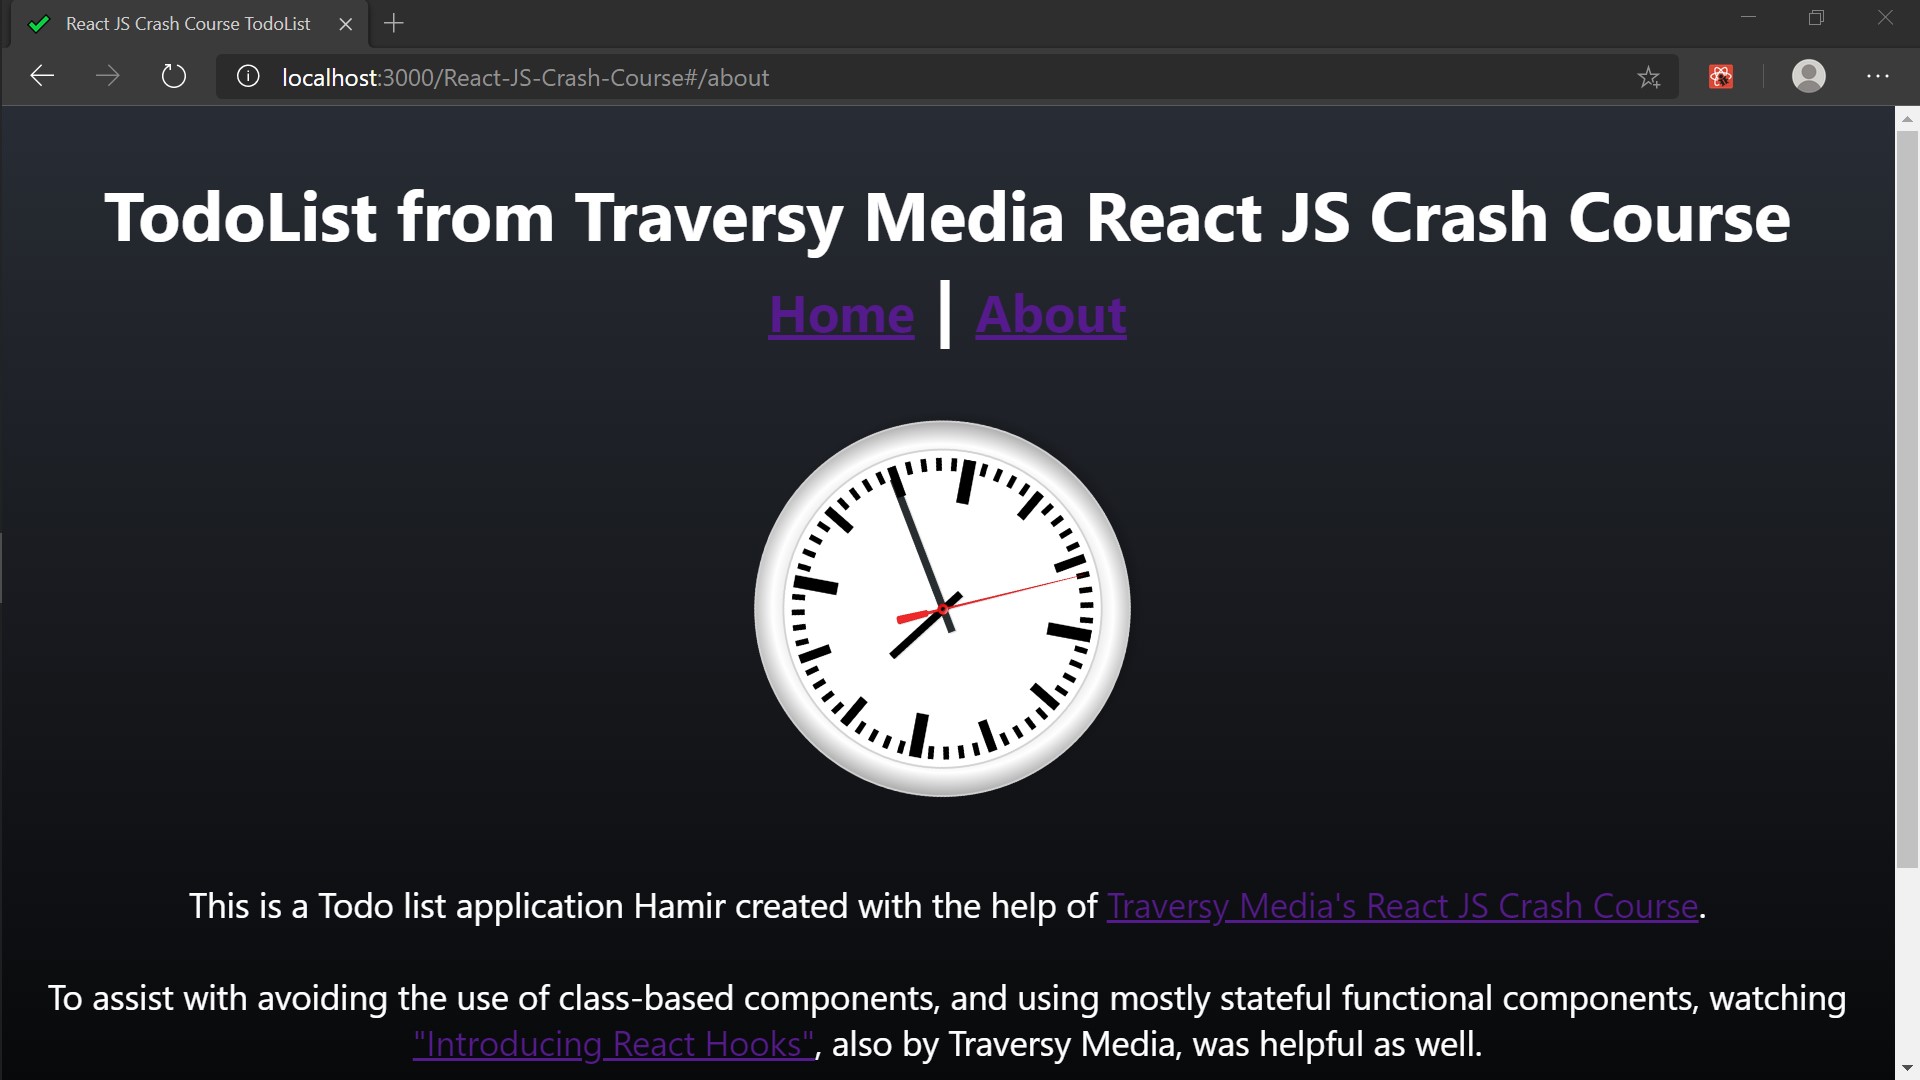 React JS Crash Course TodoList
localhost:3000/React-JS-Crash-Course#/about
TodoList from Traversy Media React JS Crash Course
Home | About
This is a Todo list application Hamir created with the help of Traversy Media's React JS Crash Course.
To assist with avoiding the use of class-based components, and using mostly stateful functional components, watching
"Introducing React Hooks", also by Traversy Media, was helpful as well.